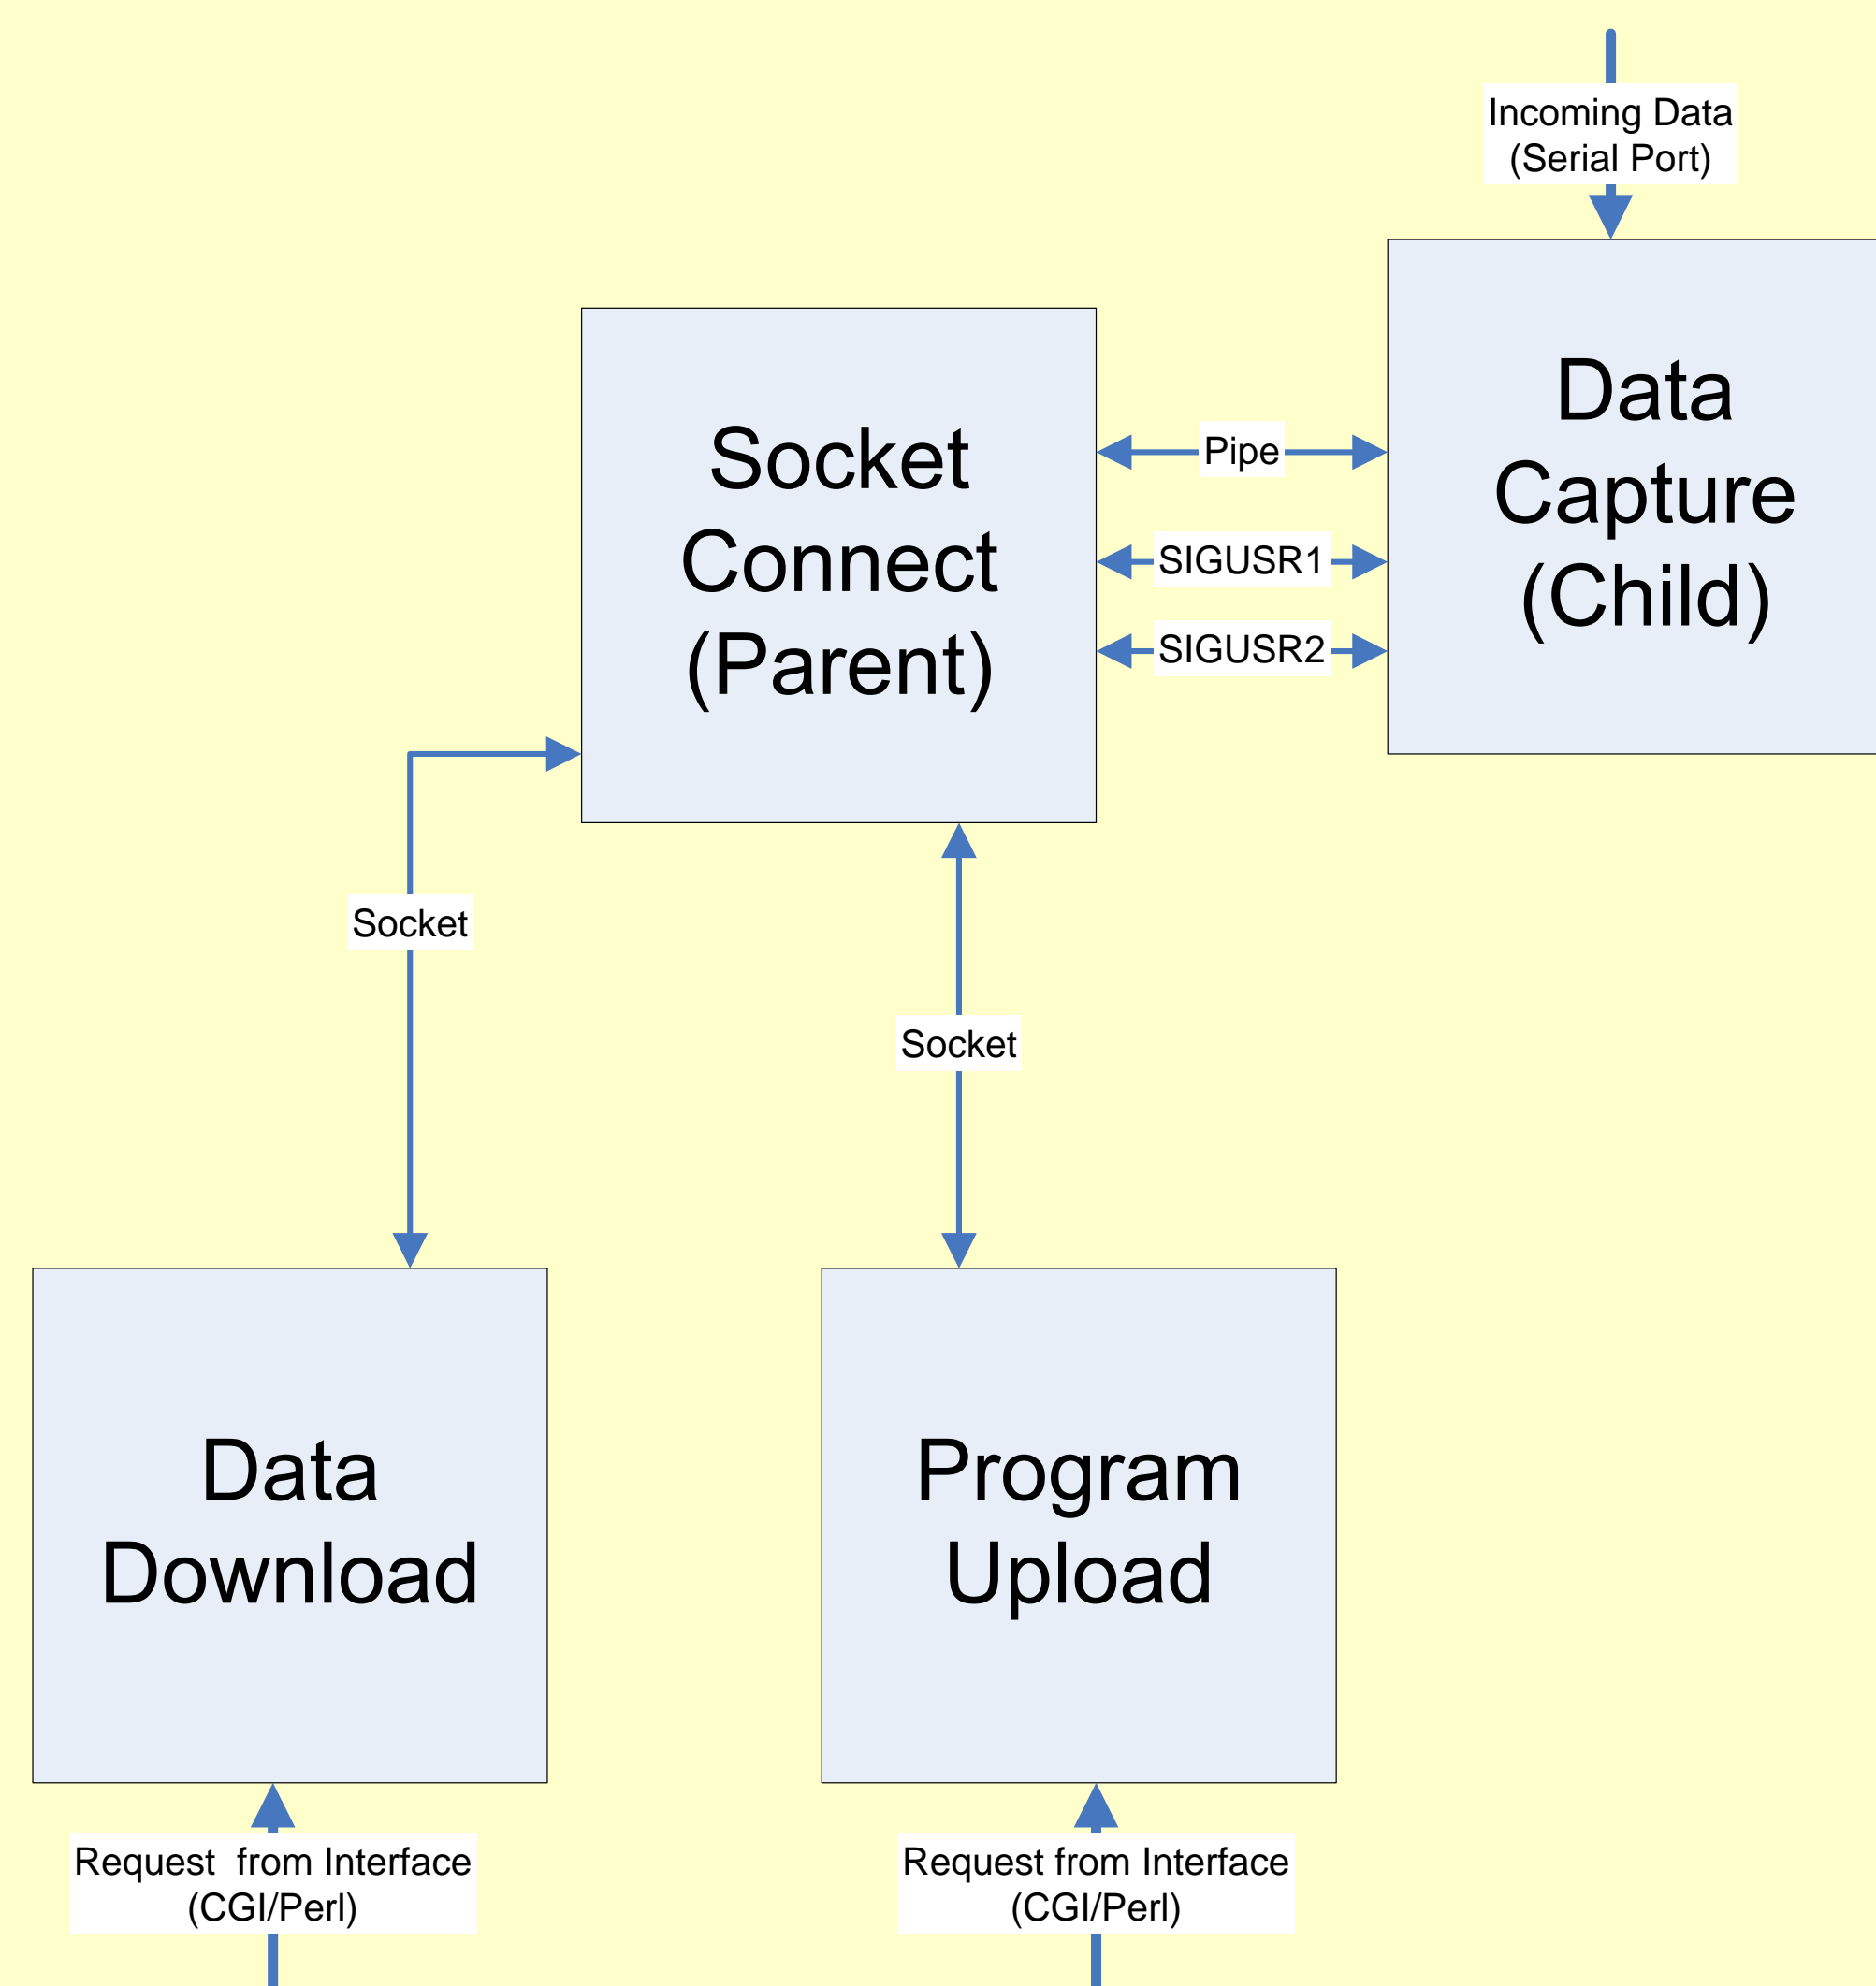 Incoming Data
(Serial Port)
Data
Capture
(Child)
Socket
Connect
(Parent)
Pipe
SIGUSR1
SIGUSR2
Socket
Socket
Data
Download
Program
Upload
Request  from Interface
(CGI/Perl)
Request from Interface
(CGI/Perl)